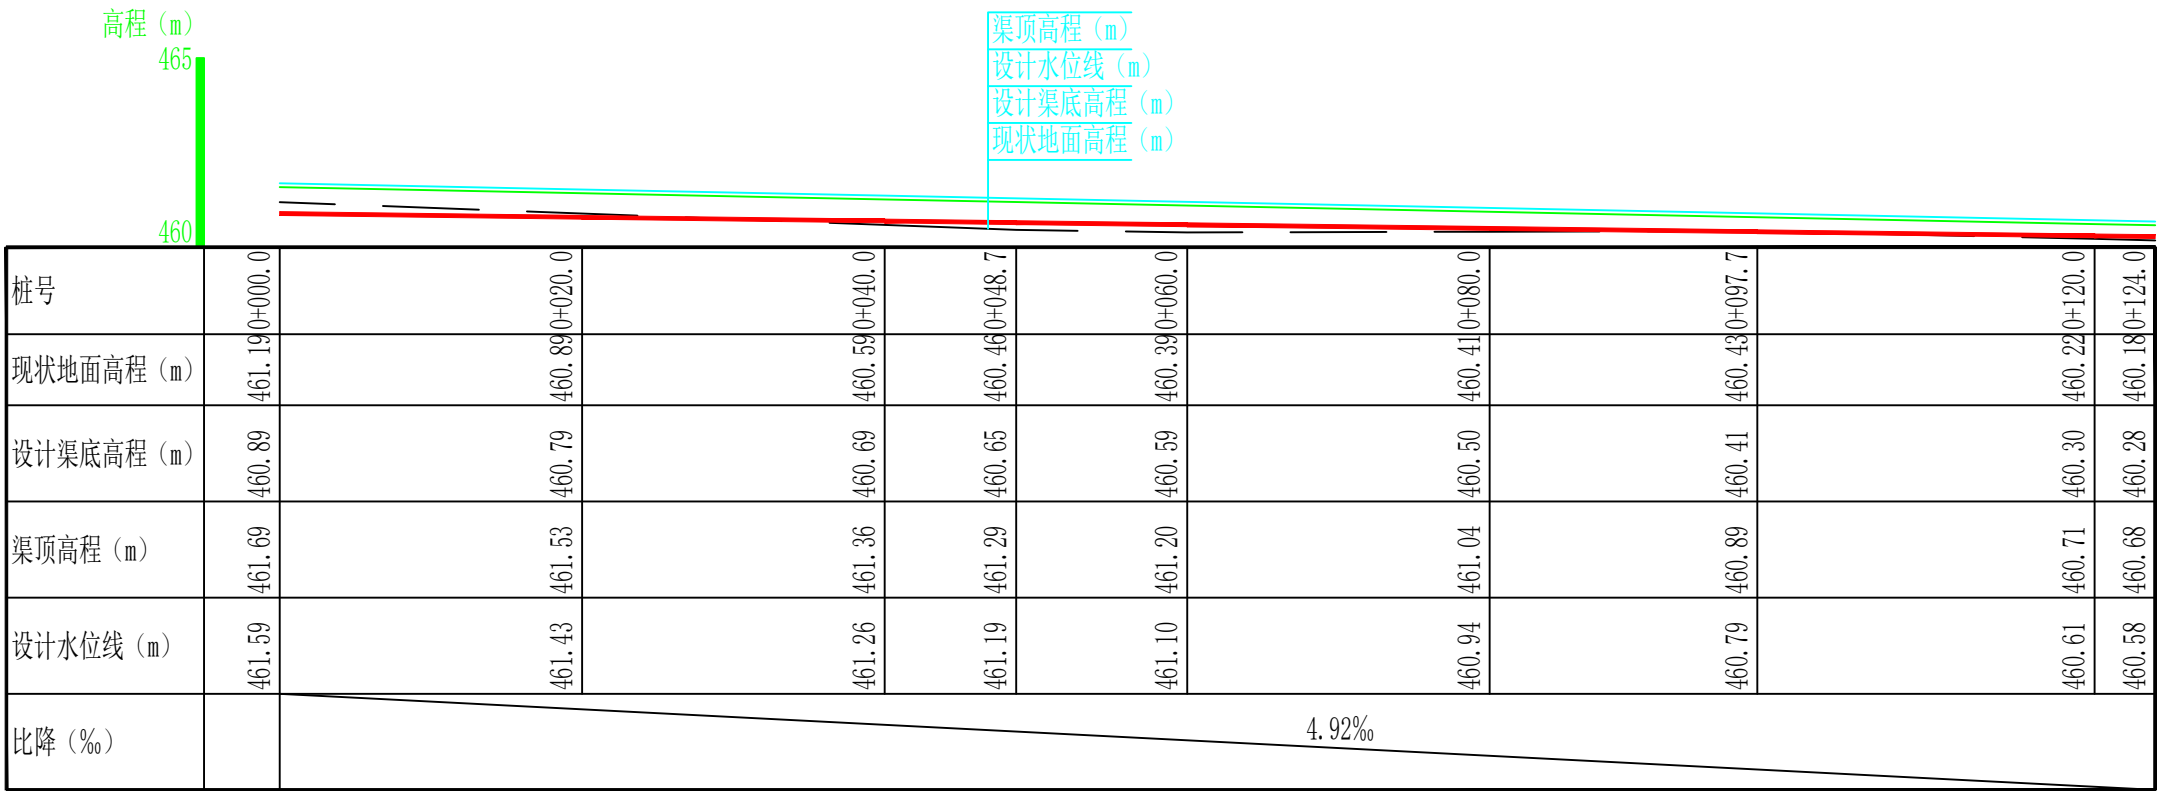 高程（m）
465
460
渠顶高程（m）
设计水位线（m）
设计渠底高程（m）
现状地面高程（m）
桩号 0+000.0 0+020.0 0+040.0 0+048.7 0+060.0 0+080.0 0+097.7 0+120.0 0+124.0
现状地面高程（m） 461.19 460.89 460.59 460.46 460.39 460.41 460.43 460.22 460.18
设计渠底高程（m） 460.89 460.79 460.69 460.65 460.59 460.50 460.41 460.30 460.28
渠顶高程（m） 461.69 461.53 461.36 461.29 461.20 461.04 460.89 460.71 460.68
设计水位线（m） 461.59 461.43 461.26 461.19 461.10 460.94 460.79 460.61 460.58
比降（‰） 4.92‰